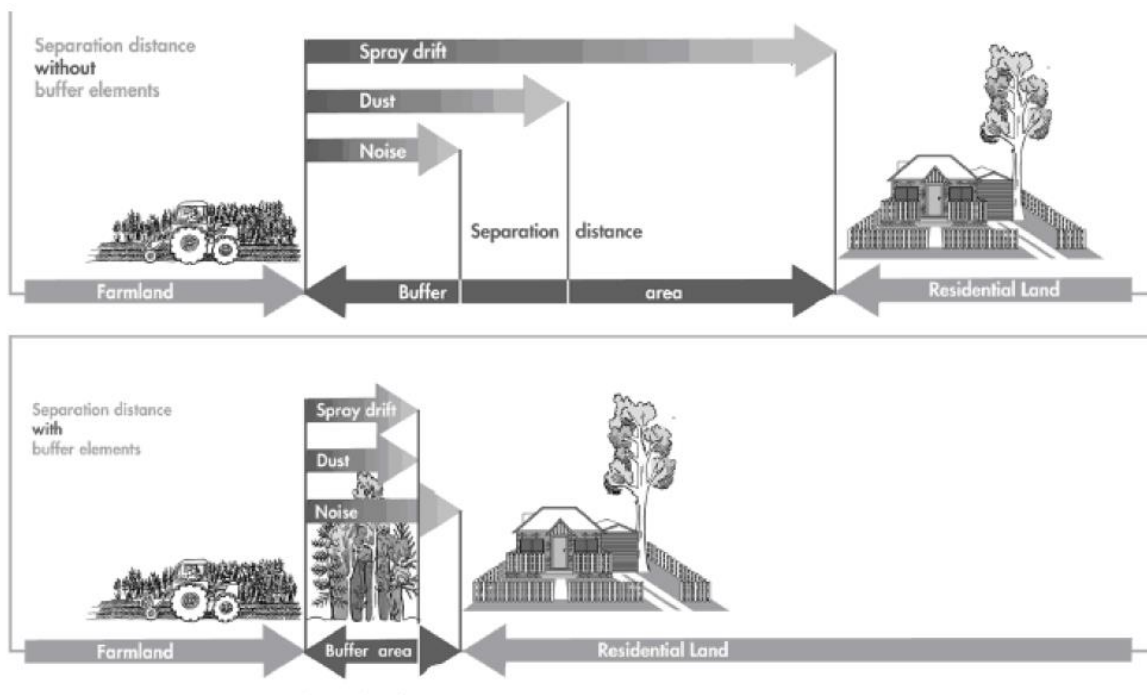 Separation distance
without
buffer elements
Spray drift
Dust
Noise
Separation distance
Farmland
Buffer area
Residential Land
Separation distance
with
buffer elements
Spray drift
Dust
Noise
Farmland
Buffer area
Residential Land